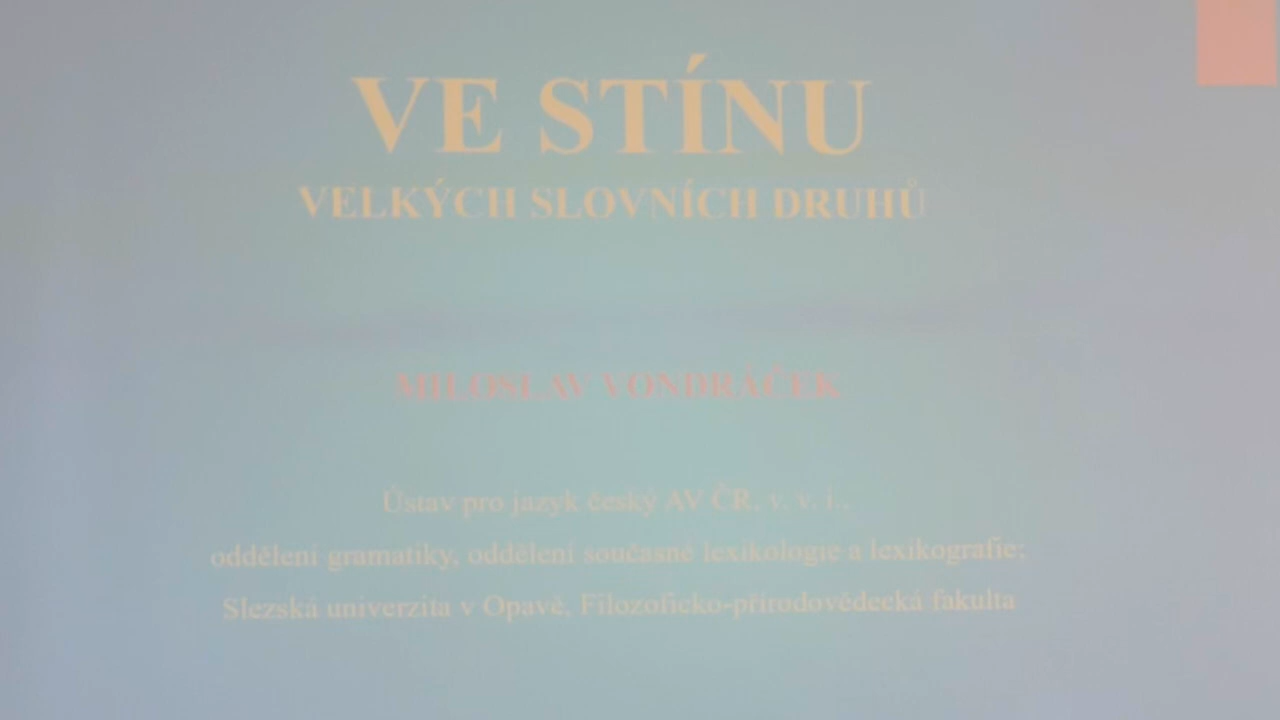 VE STÍNU
VELKÝCH SLOVNÍCH DRUHŮ
MILOSLAV VONDRÁČEK
Ústav pro jazyk český AV ČR, v. v. i.,
oddělení gramatiky, oddělení současné lexikologie a lexikografie;
Slezská univerzita v Opavě, Filozoficko-přírodovědecká fakulta